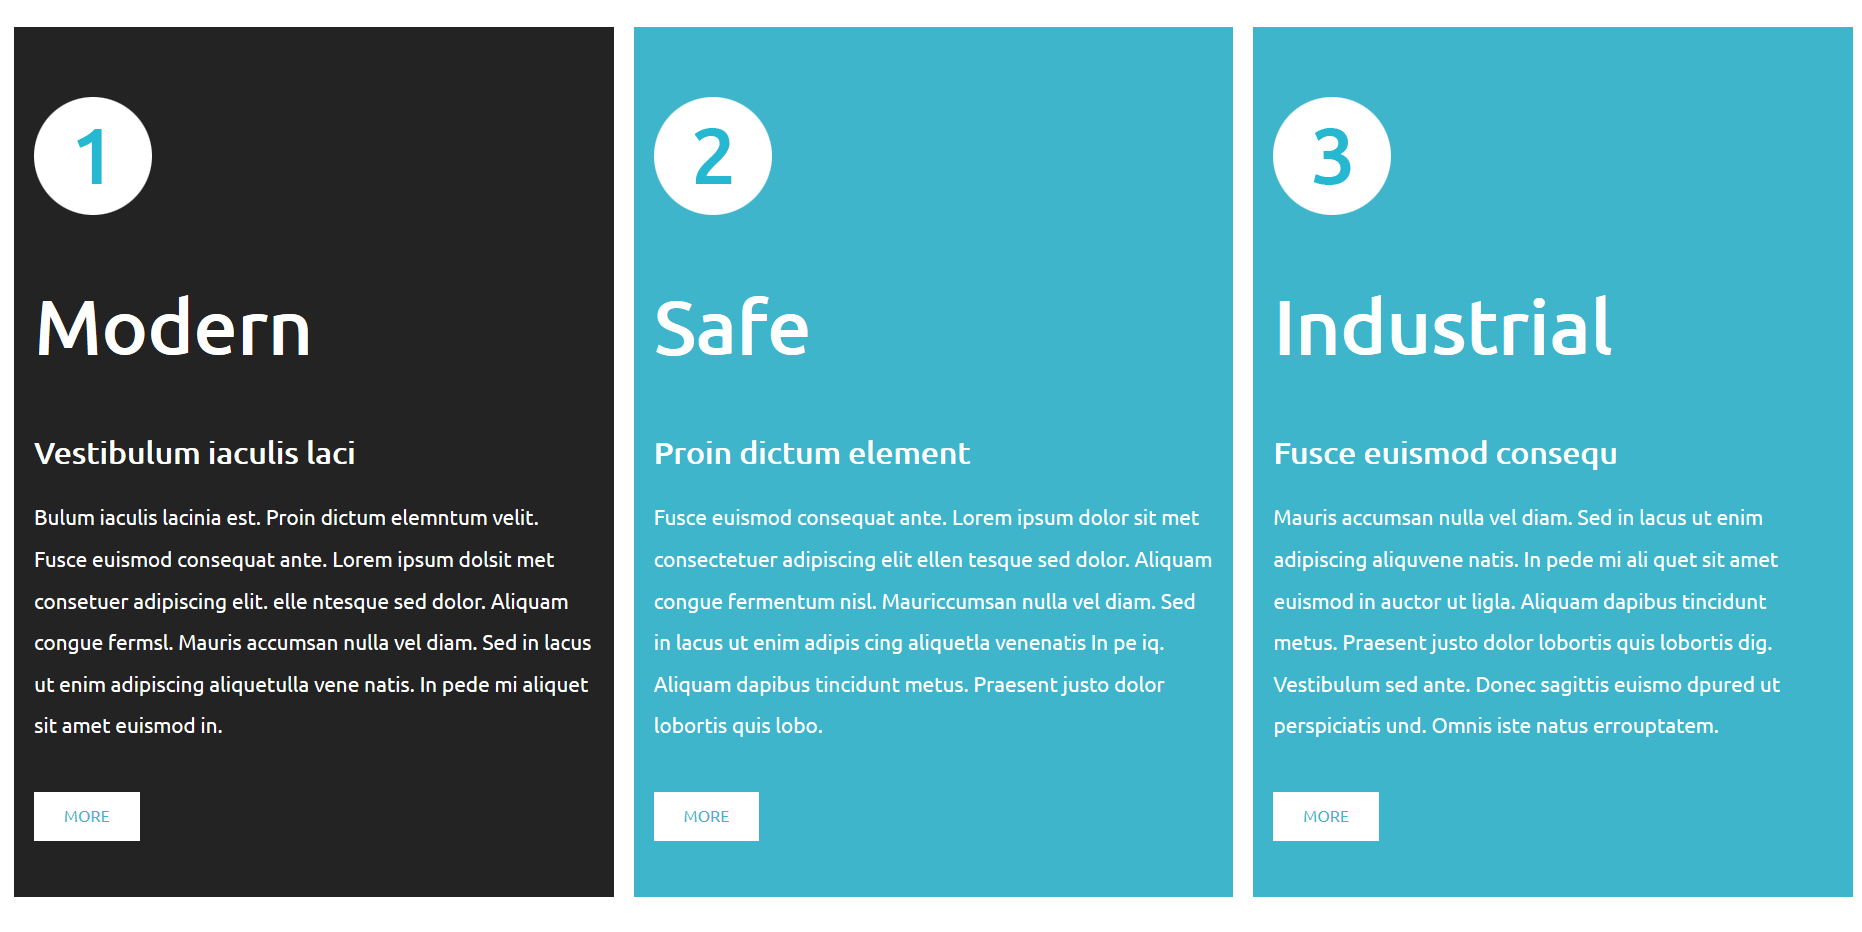 1
Modern
Vestibulum iaculis laci
Bulum iaculis lacinia est. Proin dictum elemntum velit.
Fusce euismod consequat ante. Lorem ipsum dolsit met
consetuer adipiscing elit. elle ntesque sed dolor. Aliquam
congue fermsl. Mauris accumsan nulla vel diam. Sed in lacus
ut enim adipiscing aliquetulla vene natis. In pede mi aliquet
sit amet euismod in.
MORE
2
Safe
Proin dictum element
Fusce euismod consequat ante. Lorem ipsum dolor sit met
consectetuer adipiscing elit ellen tesque sed dolor. Aliquam
congue fermentum nisl. Mauriccumsan nulla vel diam. Sed
in lacus ut enim adipis cing aliquetla venenatis In pe iq.
Aliquam dapibus tincidunt metus. Praesent justo dolor
lobortis quis lobo.
MORE
3
Industrial
Fusce euismod consequ
Mauris accumsan nulla vel diam. Sed in lacus ut enim
adipiscing aliquvene natis. In pede mi ali quet sit amet
euismod in auctor ut ligla. Aliquam dapibus tincidunt
metus. Praesent justo dolor lobortis quis lobortis dig.
Vestibulum sed ante. Donec sagittis euismo dpured ut
perspiciatis und. Omnis iste natus errouptatem.
MORE